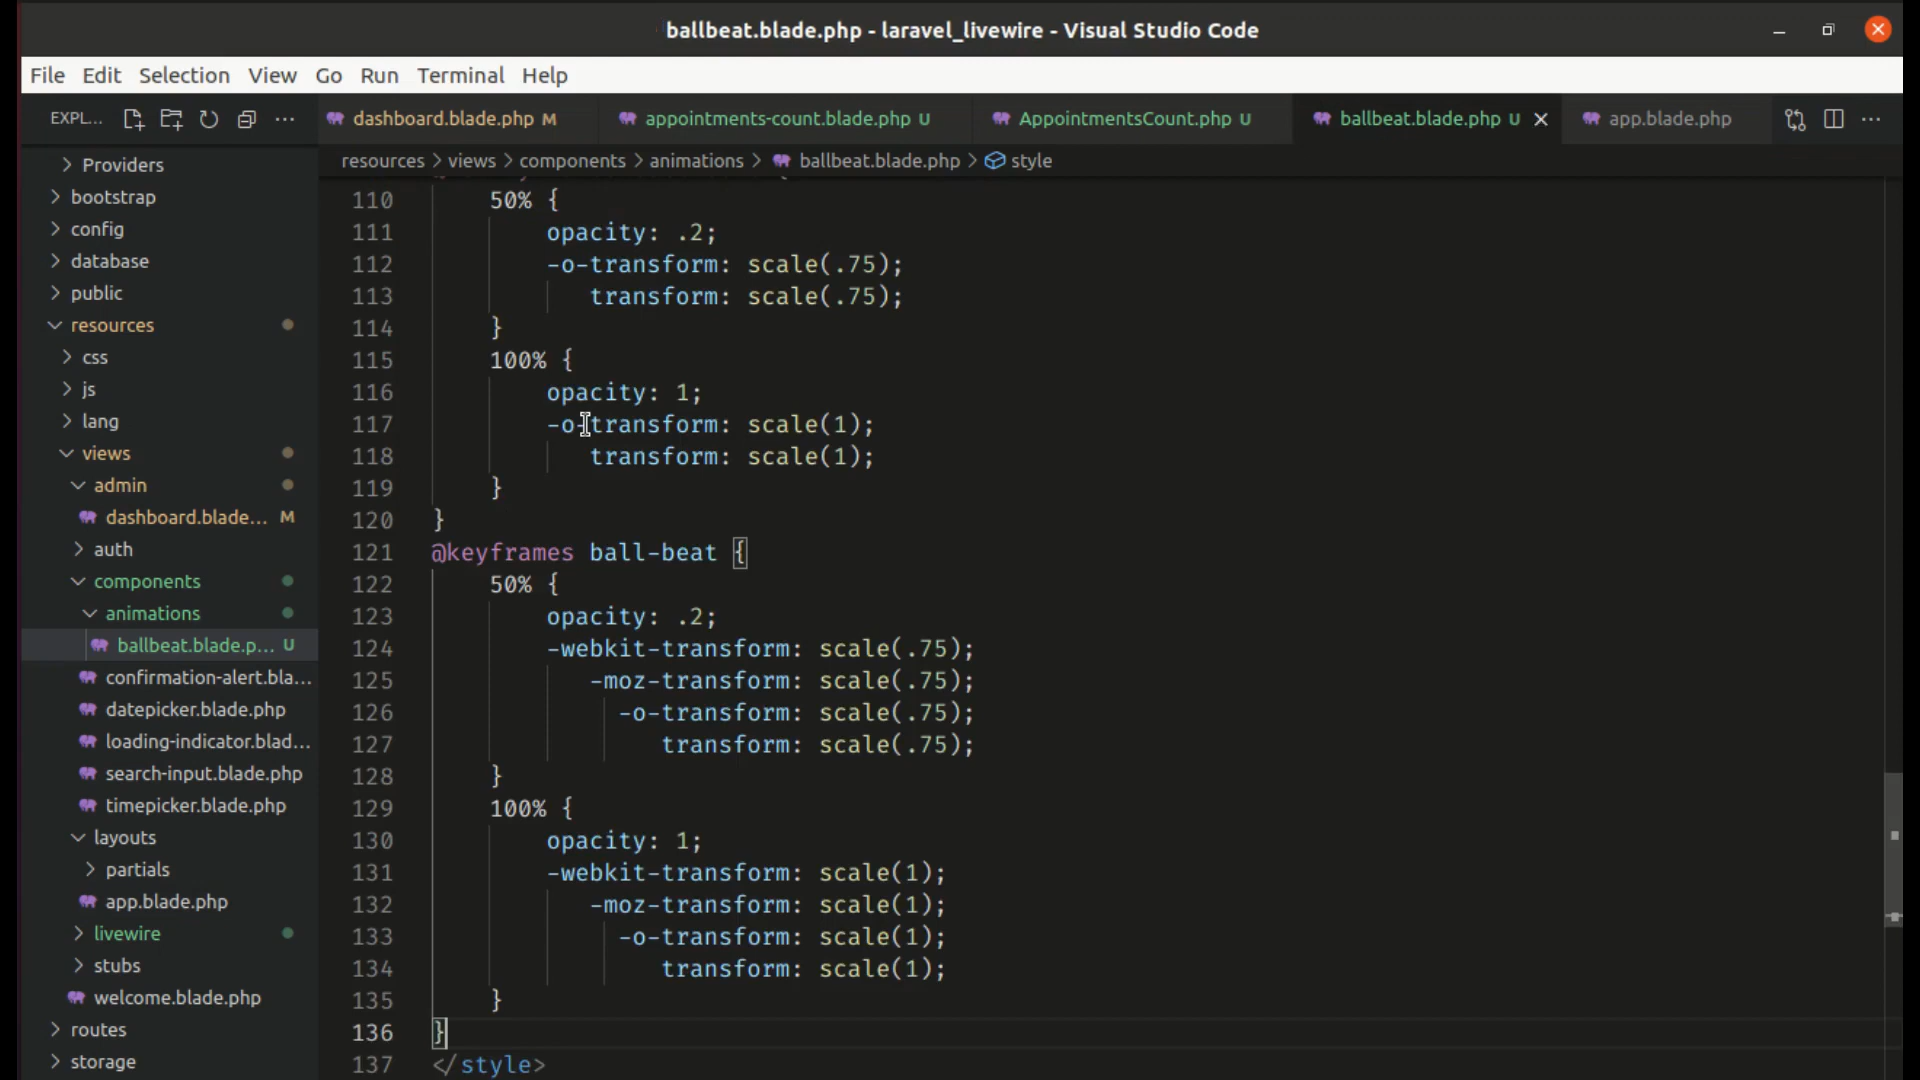 ballbeat.blade.php - laravel_livewire - Visual Studio Code
File Edit Selection View Go Run Terminal Help
EXPL...
dashboard.blade.php M
appointments-count.blade.php U
AppointmentsCount.php U
ballbeat.blade.php U
app.blade.php
resources > views > components > animations > ballbeat.blade.php > style
Providers
bootstrap
config
database
public
resources
css
js
lang
views
admin
dashboard.blade... M
auth
components
animations
ballbeat.blade.p... U
confirmation-alert.bla...
datepicker.blade.php
loading-indicator.blad...
search-input.blade.php
timepicker.blade.php
layouts
partials
app.blade.php
livewire
stubs
welcome.blade.php
routes
storage
110 50% {
111 opacity: .2;
112 -o-transform: scale(.75);
113 transform: scale(.75);
114 }
115 100% {
116 opacity: 1;
117 -o-transform: scale(1);
118 transform: scale(1);
119 }
120 }
121 @keyframes ball-beat {
122 50% {
123 opacity: .2;
124 -webkit-transform: scale(.75);
125 -moz-transform: scale(.75);
126 -o-transform: scale(.75);
127 transform: scale(.75);
128 }
129 100% {
130 opacity: 1;
131 -webkit-transform: scale(1);
132 -moz-transform: scale(1);
133 -o-transform: scale(1);
134 transform: scale(1);
135 }
136 }
137 </style>